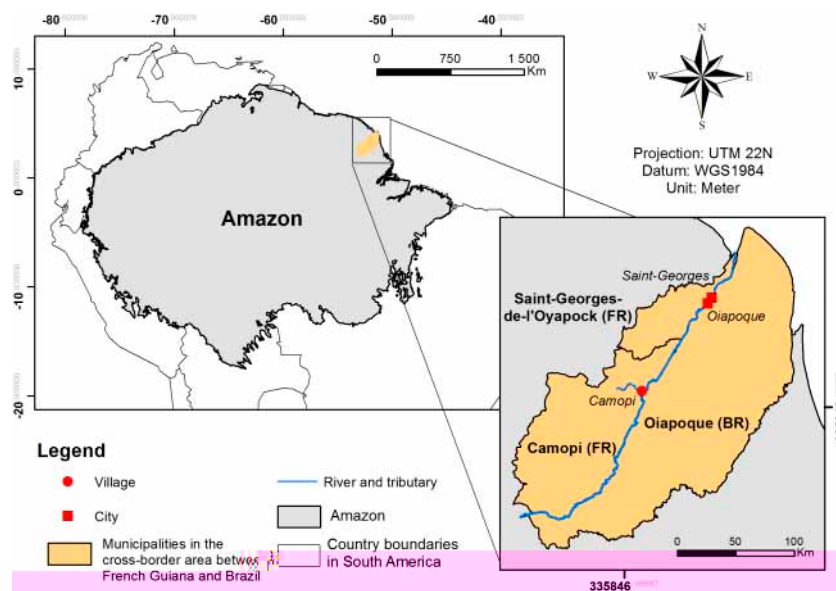 -80
-70
-60
-50
-40
10
0
-10
-20
0 750 1 500
Km
N
W E
S
Projection: UTM 22N
Datum: WGS1984
Unit: Meter
Amazon
Saint-Georges
Saint-Georges-
de-l'Oyapock (FR)
Oiapoque
Camopi
Oiapoque (BR)
Camopi (FR)
0 50 100
Km
335846
Legend
Village
City
Municipalities in the
cross-border area between
French Guiana and Brazil
River and tributary
Amazon
Country boundaries
in South America